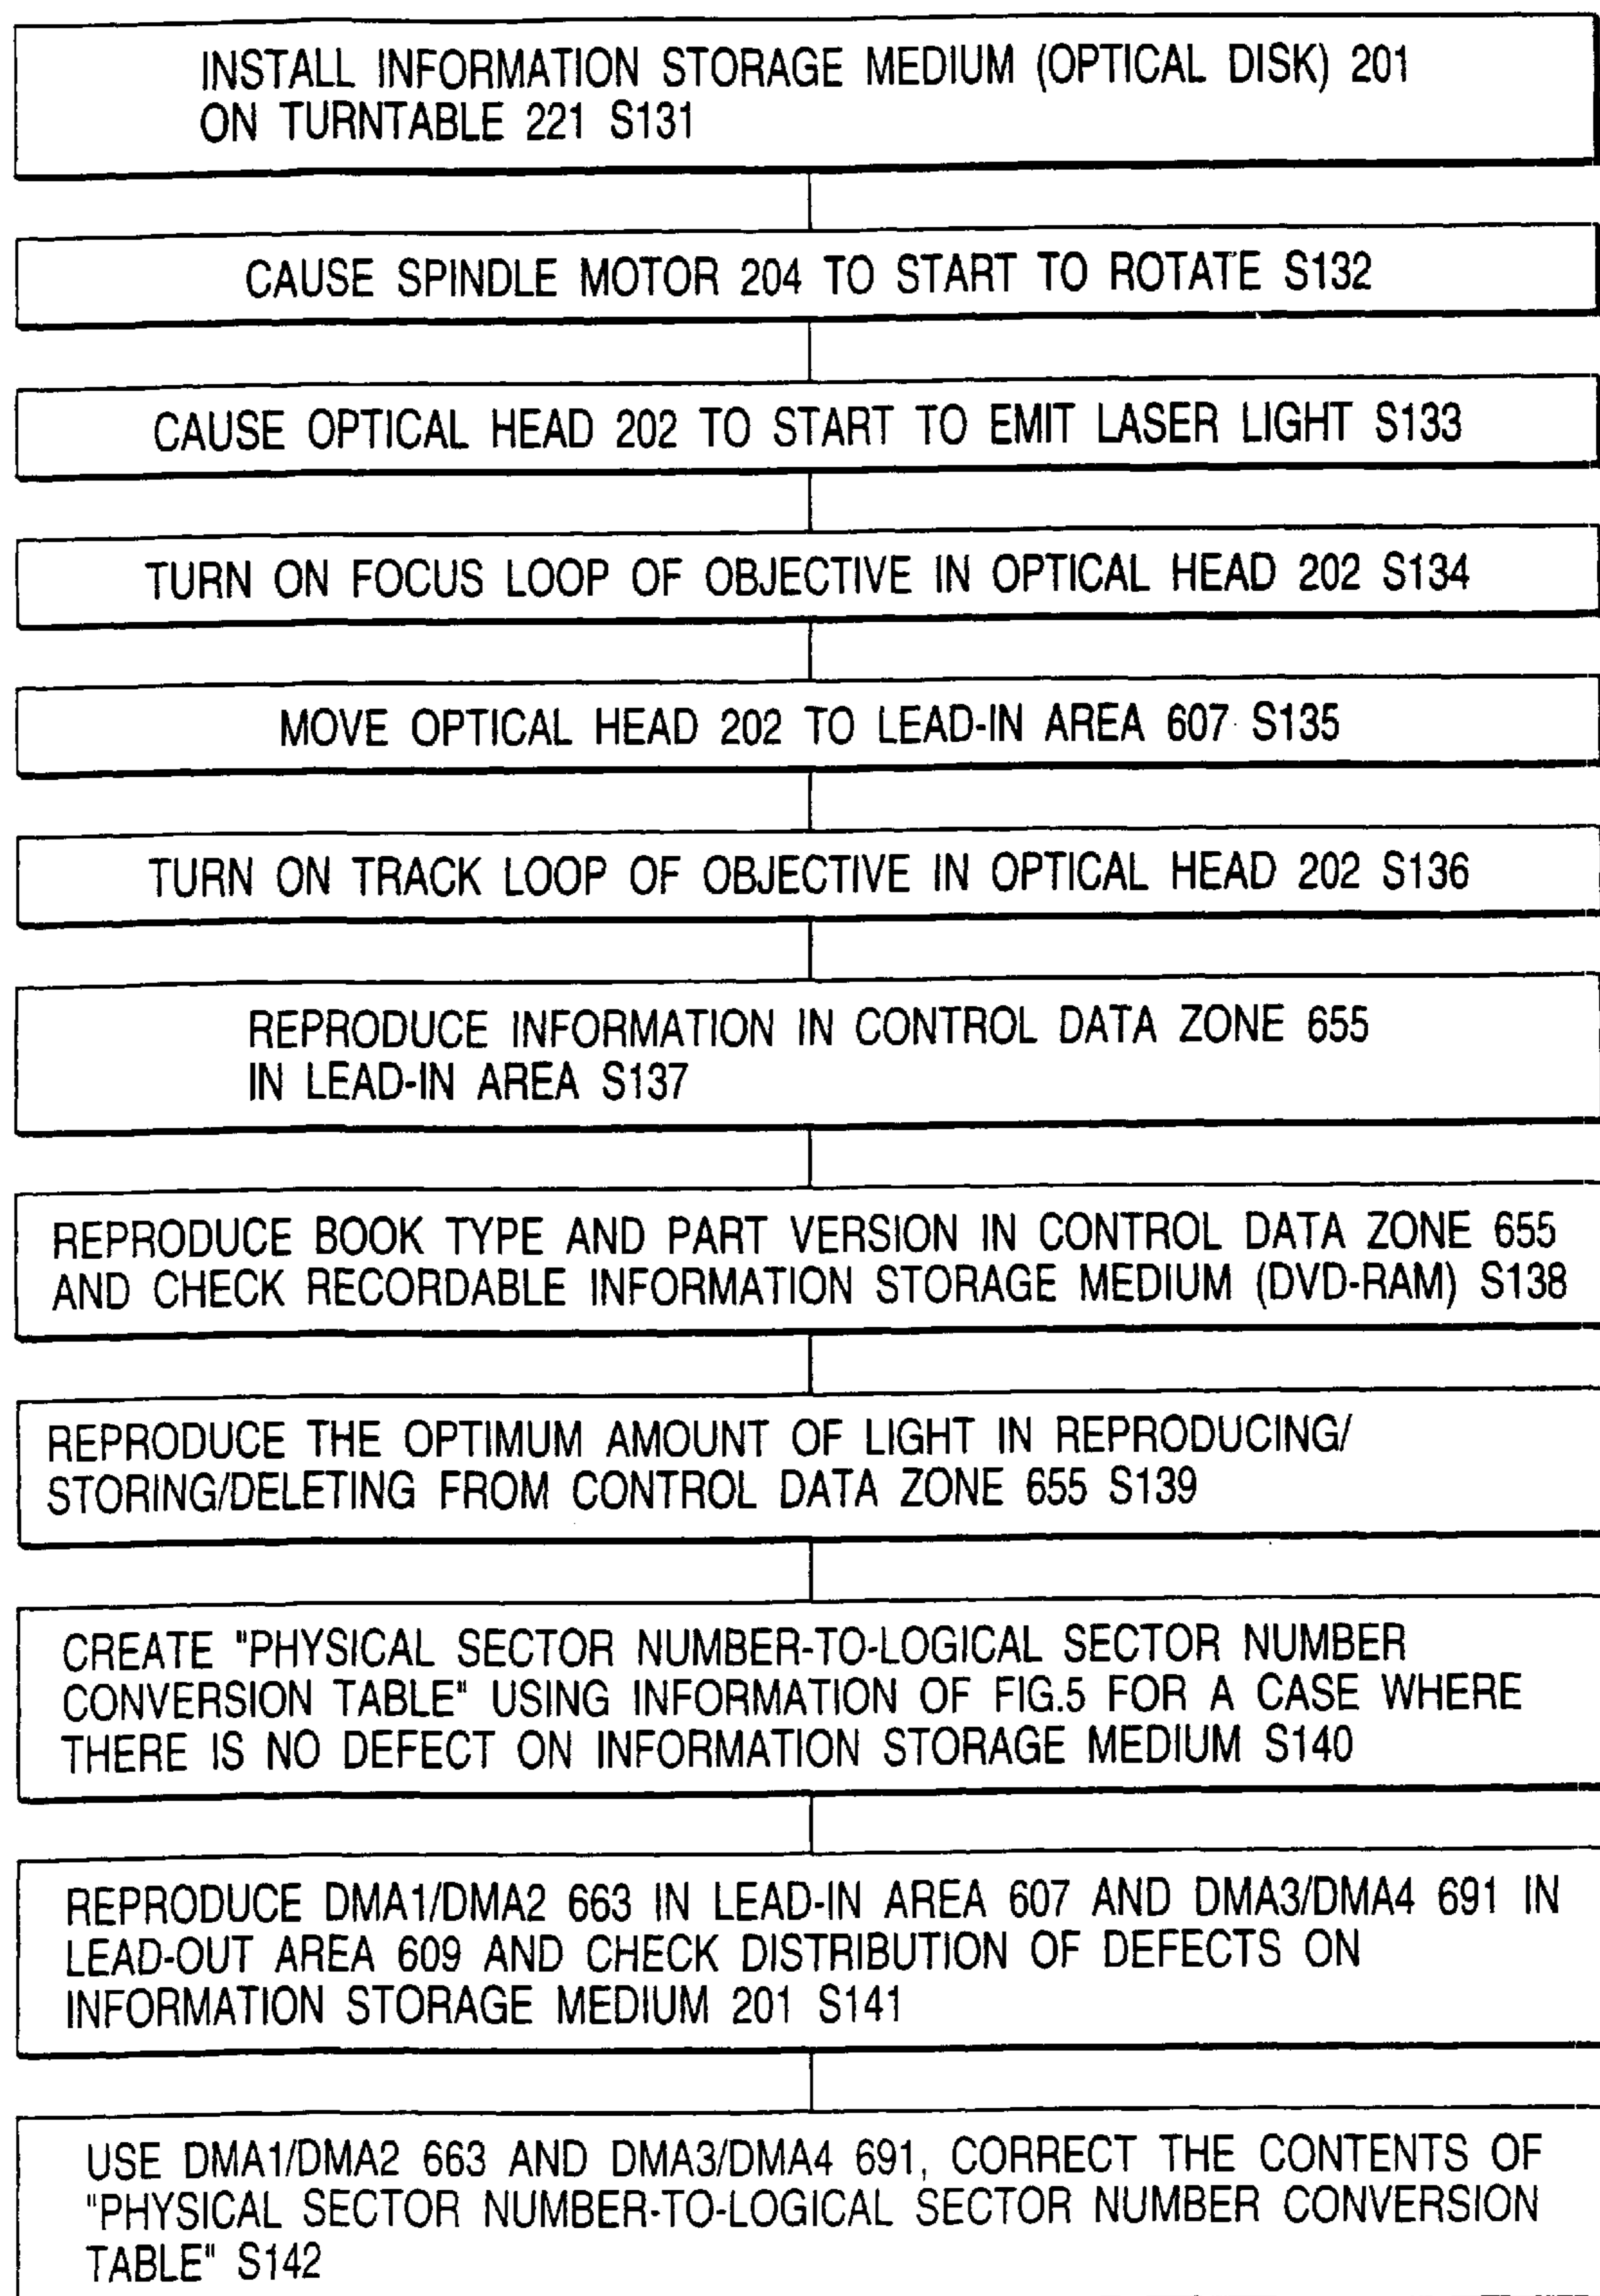 INSTALL INFORMATION STORAGE MEDIUM (OPTICAL DISK) 201
ON TURNTABLE 221 S131
CAUSE SPINDLE MOTOR 204 TO START TO ROTATE S132
CAUSE OPTICAL HEAD 202 TO START TO EMIT LASER LIGHT S133
TURN ON FOCUS LOOP OF OBJECTIVE IN OPTICAL HEAD 202 S134
MOVE OPTICAL HEAD 202 TO LEAD-IN AREA 607 S135
TURN ON TRACK LOOP OF OBJECTIVE IN OPTICAL HEAD 202 S136
REPRODUCE INFORMATION IN CONTROL DATA ZONE 655
IN LEAD-IN AREA S137
REPRODUCE BOOK TYPE AND PART VERSION IN CONTROL DATA ZONE 655
AND CHECK RECORDABLE INFORMATION STORAGE MEDIUM (DVD-RAM) S138
REPRODUCE THE OPTIMUM AMOUNT OF LIGHT IN REPRODUCING/
STORING/DELETING FROM CONTROL DATA ZONE 655 S139
CREATE "PHYSICAL SECTOR NUMBER-TO-LOGICAL SECTOR NUMBER
CONVERSION TABLE" USING INFORMATION OF FIG.5 FOR A CASE WHERE
THERE IS NO DEFECT ON INFORMATION STORAGE MEDIUM S140
REPRODUCE DMA1/DMA2 663 IN LEAD-IN AREA 607 AND DMA3/DMA4 691 IN
LEAD-OUT AREA 609 AND CHECK DISTRIBUTION OF DEFECTS ON
INFORMATION STORAGE MEDIUM 201 S141
USE DMA1/DMA2 663 AND DMA3/DMA4 691, CORRECT THE CONTENTS OF
"PHYSICAL SECTOR NUMBER-TO-LOGICAL SECTOR NUMBER CONVERSION
TABLE" S142